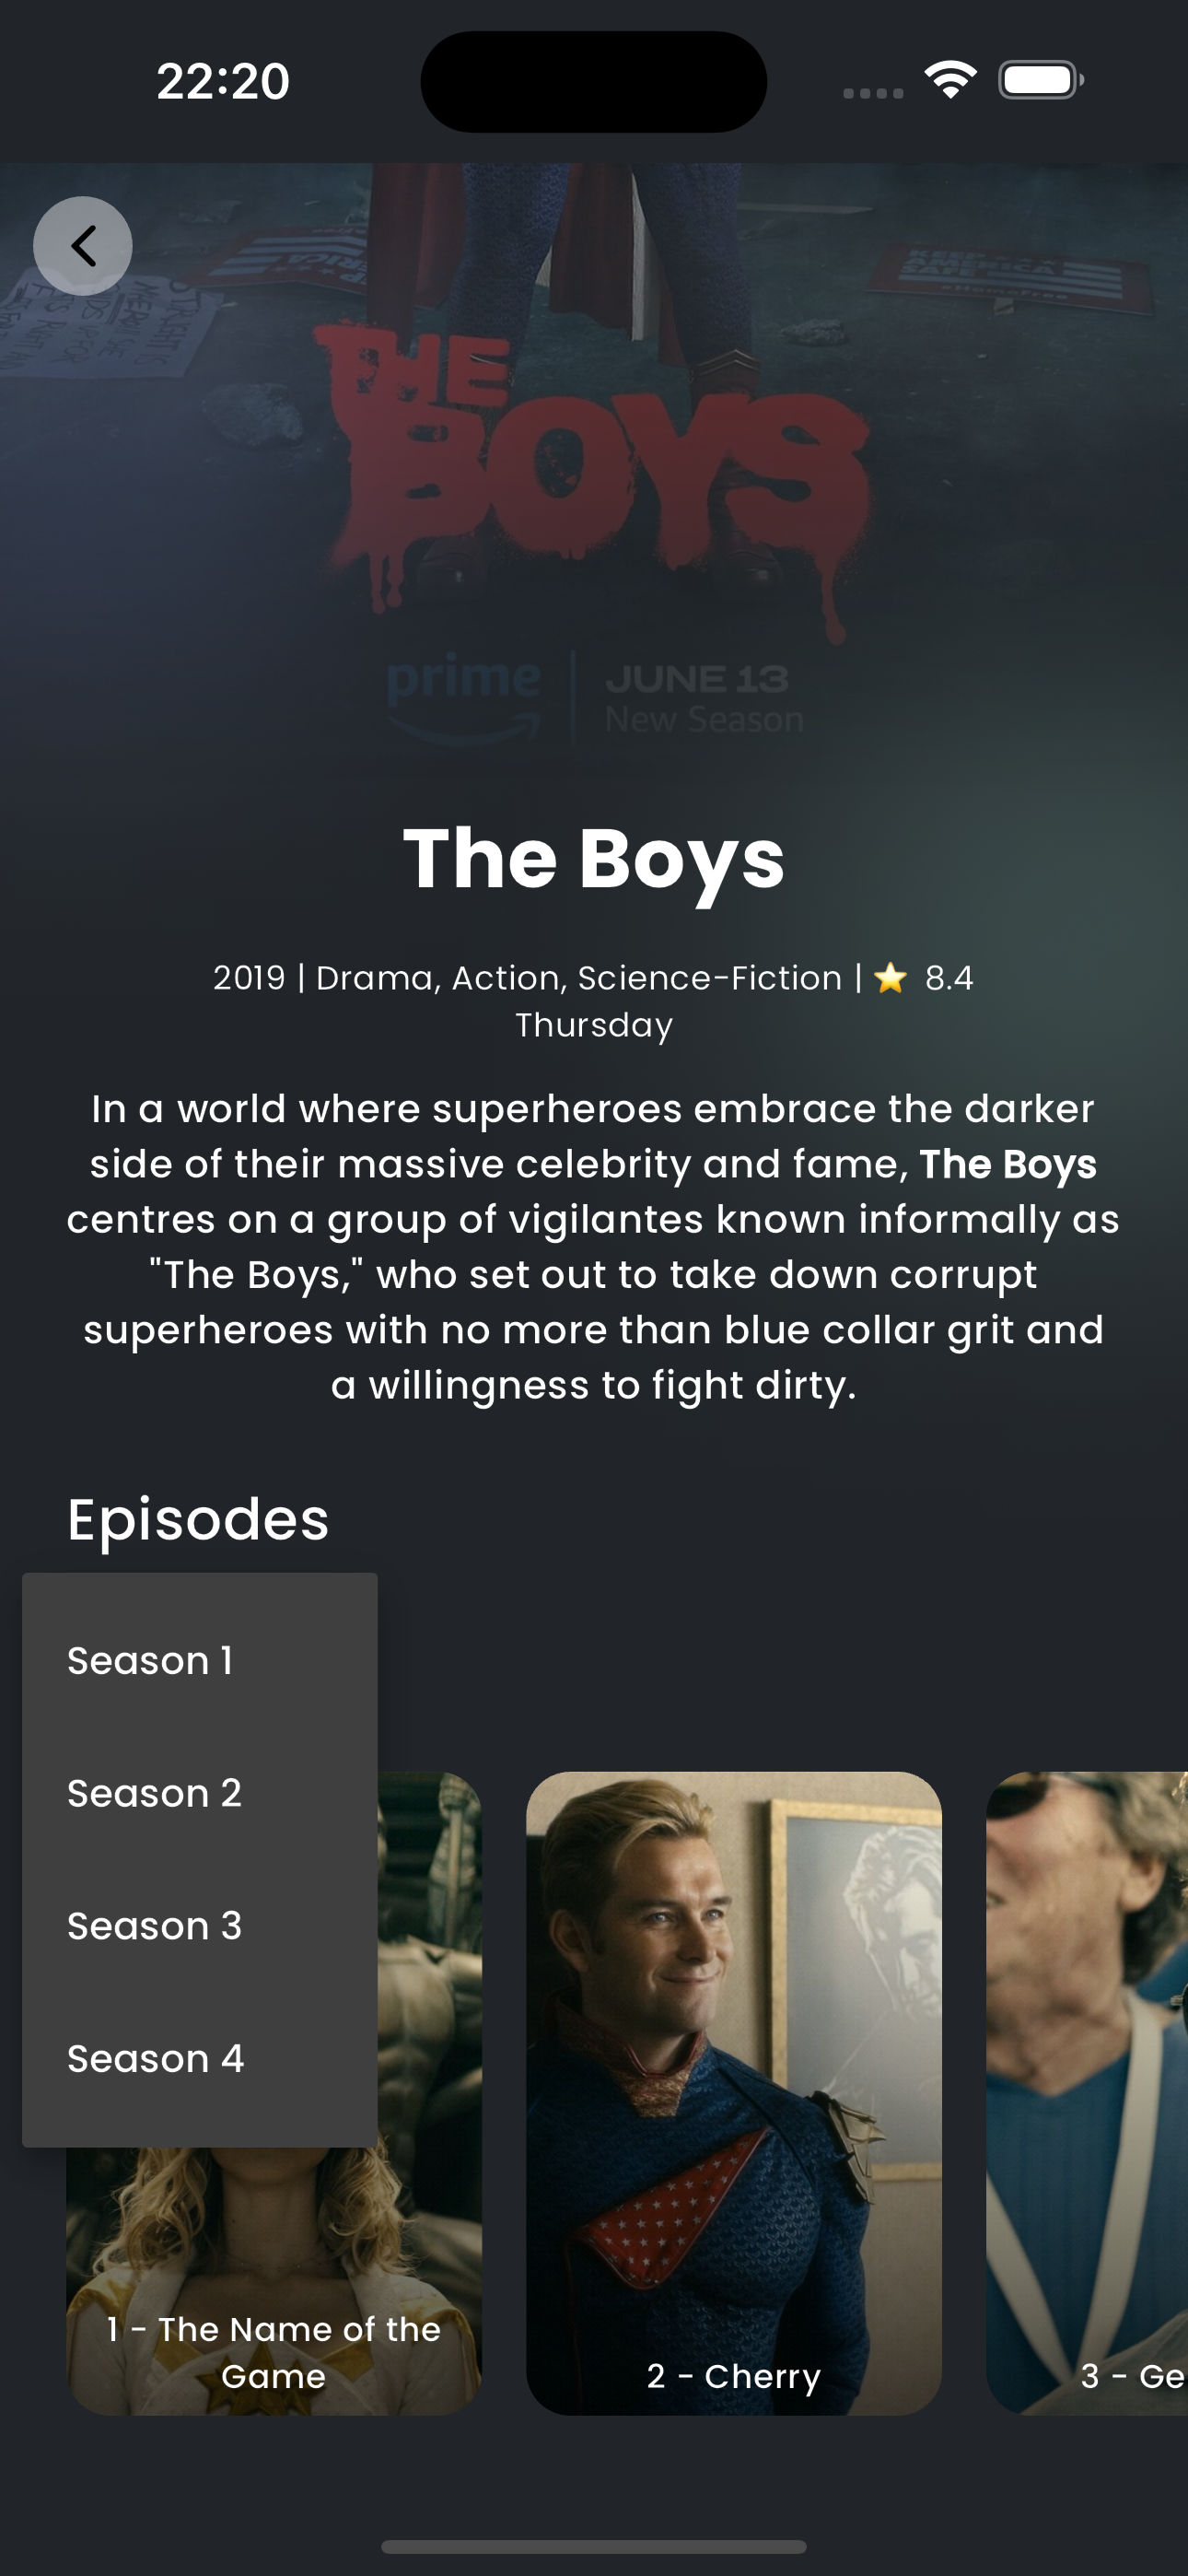 22:20
KEEP
AMERICA
SAFE
#HomeFree
THE
BOYS
prime
JUNE 13
New Season
The Boys
2019 | Drama, Action, Science-Fiction | ⭐ 8.4
Thursday
In a world where superheroes embrace the darker
side of their massive celebrity and fame, The Boys
centres on a group of vigilantes known informally as
"The Boys," who set out to take down corrupt
superheroes with no more than blue collar grit and
a willingness to fight dirty.
Episodes
Season 1
Season 2
Season 3
Season 4
1 - The Name of the
Game
2 - Cherry
3 - Ge